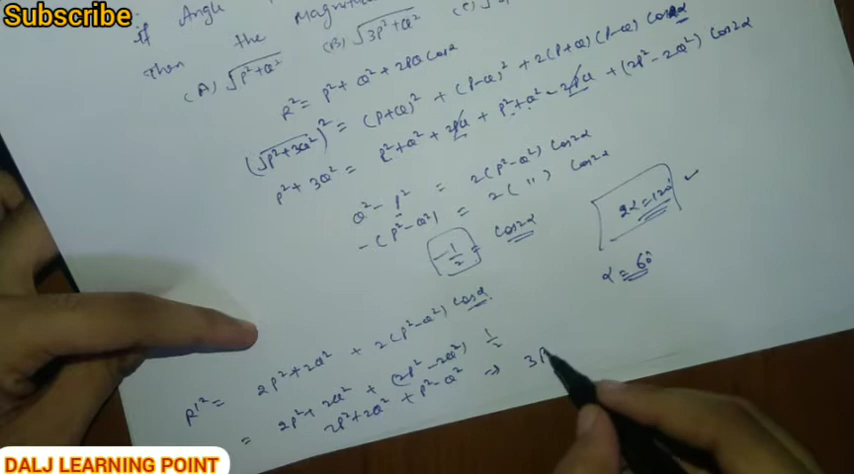 Subscribe
If Angle
Then the Magni
(A) √P²+Q² (B) √3P²+Q² (C) √
R² = P² + Q² + 2PQ Cosα
(√P²+3Q²)² = (P+Q)² + (P-Q)² + 2(P+Q)(P-Q) Cos2α
P² + 3Q² = P²+Q² + 2PQ + P²+Q² - 2PQ + (2P² - 2Q²) Cos2α
Q² - P² = 2(P²-Q²) Cos2α
-(P²-Q²) = 2( " ) Cos2α
-1/2 = Cos2α
2α = 120° ✓
α = 60°
R'² = 2P²+2Q² + 2(P²-Q²) Cosα
= 2P²+2Q² + (2P²-2Q²) 1/2
2P²+2Q² + P²-Q² → 3P
DALJ LEARNING POINT